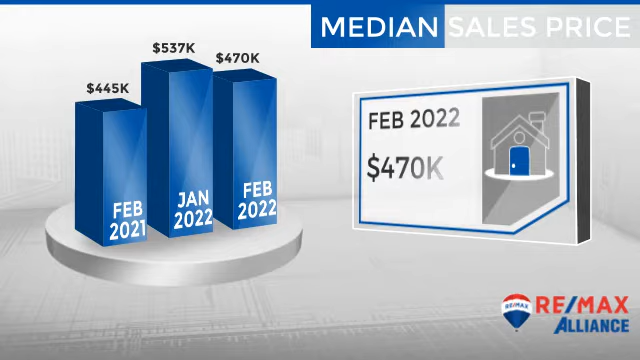 MEDIAN SALES PRICE
$445K
$537K
$470K
FEB
2021
JAN
2022
FEB
2022
FEB 2022
$470K
RE/MAX
RE/MAX
ALLIANCE